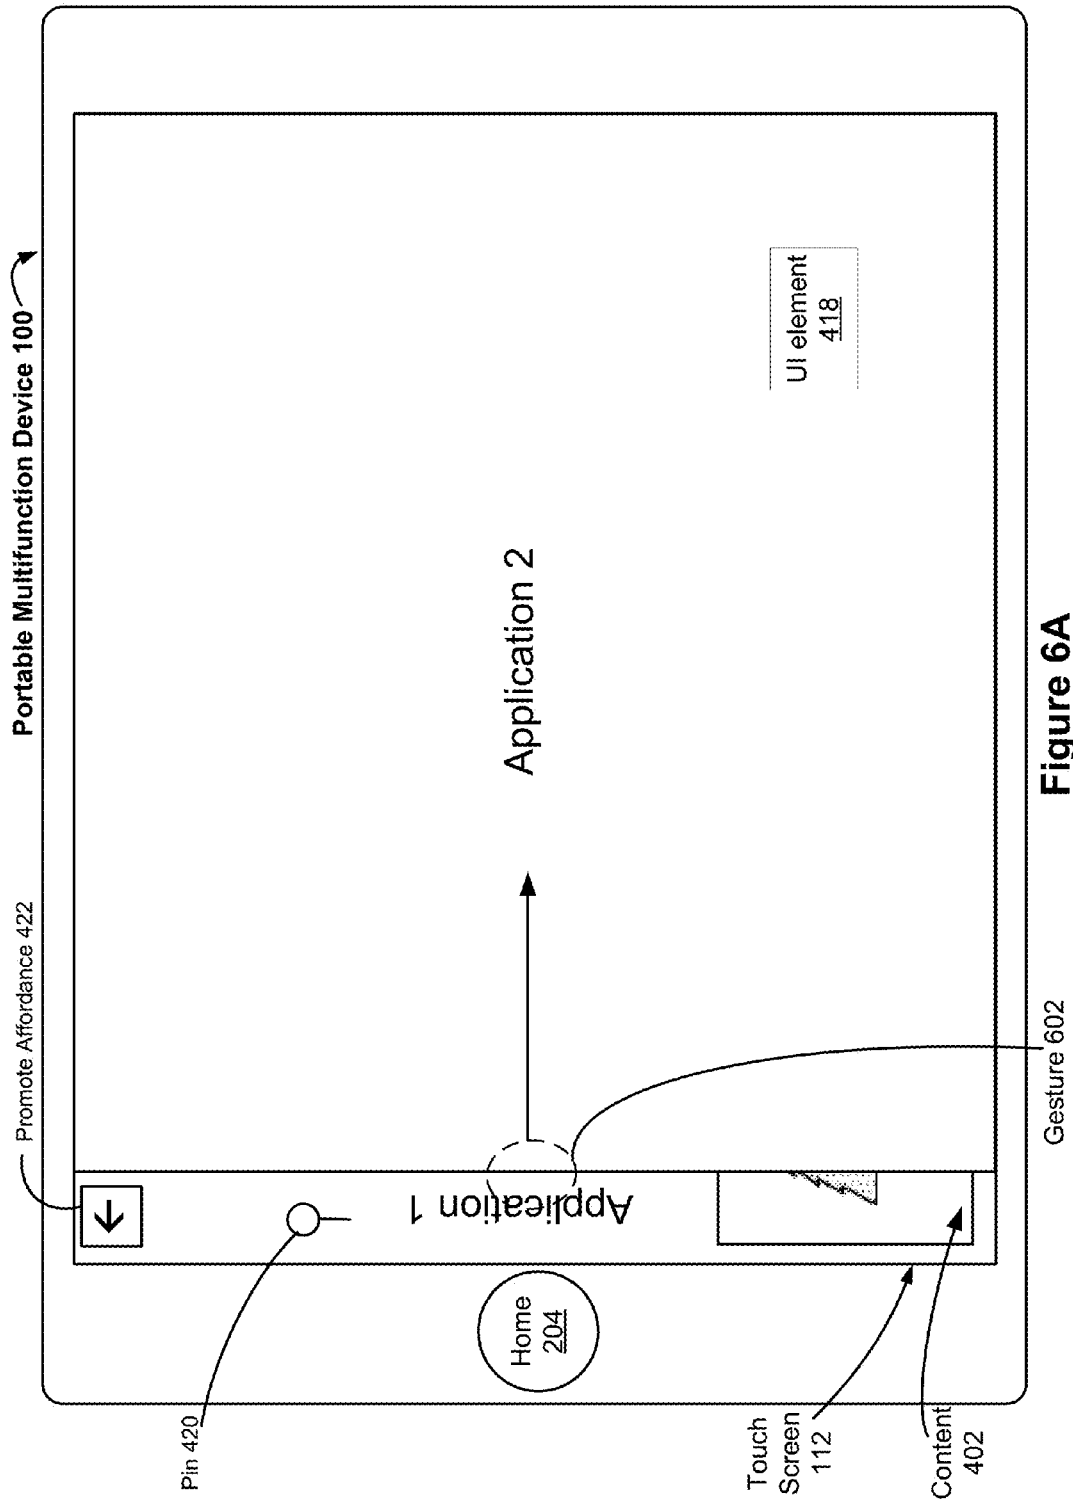 Portable Multifunction Device 100
Promote Affordance 422
Pin 420
Application 1
Application 2
Home
204
UI element
418
Touch
Screen
112
Content
402
Gesture 602
Figure 6A